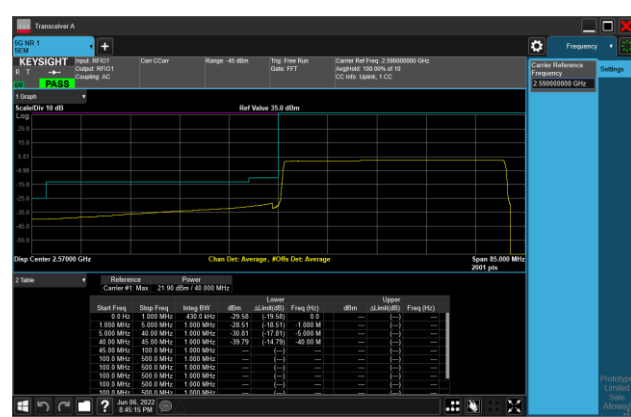 Transceiver A
5G NR 1
SEM
+
Frequency
KEYSIGHT
Input: RFIO1
Output: RFIO1
Coupling: AC
Corr CCorr
Range: -45 dBm
Trig: Free Run
Gate: FFT
Carrier Ref Freq: 2.590000000 GHz
Avg|Hold: 100.00% of 10
CC Info: Uplink, 1 CC
R T
PASS
Carrier Reference
Frequency
2.590000000 GHz
Settings
1 Graph
Scale/Div 10 dB
Ref Value 35.0 dBm
Log
25.0
15.0
5.01
-4.99
-15.0
-25.0
-35.0
-45.0
-55.0
Disp Center 2.57000 GHz
Chan Det: Average , #Offs Det: Average
Span 85.000 MHz
2001 pts
2 Table
Reference Power
Carrier #1 Max 21.90 dBm / 40.000 MHz
Lower Upper
Start Freq Stop Freq Integ BW dBm ΔLimit(dB) Freq (Hz) dBm ΔLimit(dB) Freq (Hz)
0.0 Hz 1.000 MHz 430.0 kHz -29.58 (-19.58) 0.0 --- (---) ---
1.000 MHz 5.000 MHz 1.000 MHz -28.51 (-18.51) -1.000 M --- (---) ---
5.000 MHz 40.00 MHz 1.000 MHz -30.81 (-17.81) -5.000 M --- (---) ---
40.00 MHz 45.00 MHz 1.000 MHz -39.79 (-14.79) -40.00 M --- (---) ---
45.00 MHz 100.0 MHz 1.000 MHz --- (---) --- --- (---) ---
100.0 MHz 500.0 MHz 1.000 MHz --- (---) --- --- (---) ---
100.0 MHz 500.0 MHz 1.000 MHz --- (---) --- --- (---) ---
100.0 MHz 500.0 MHz 1.000 MHz --- (---) --- --- (---) ---
100.0 MHz 500.0 MHz 1.000 MHz --- (---) --- --- (---) ---
100.0 MHz 500.0 MHz 1.000 MHz
Prototype
Limited
Sale
Allowed
?
Jun 06, 2022
8:45:15 PM